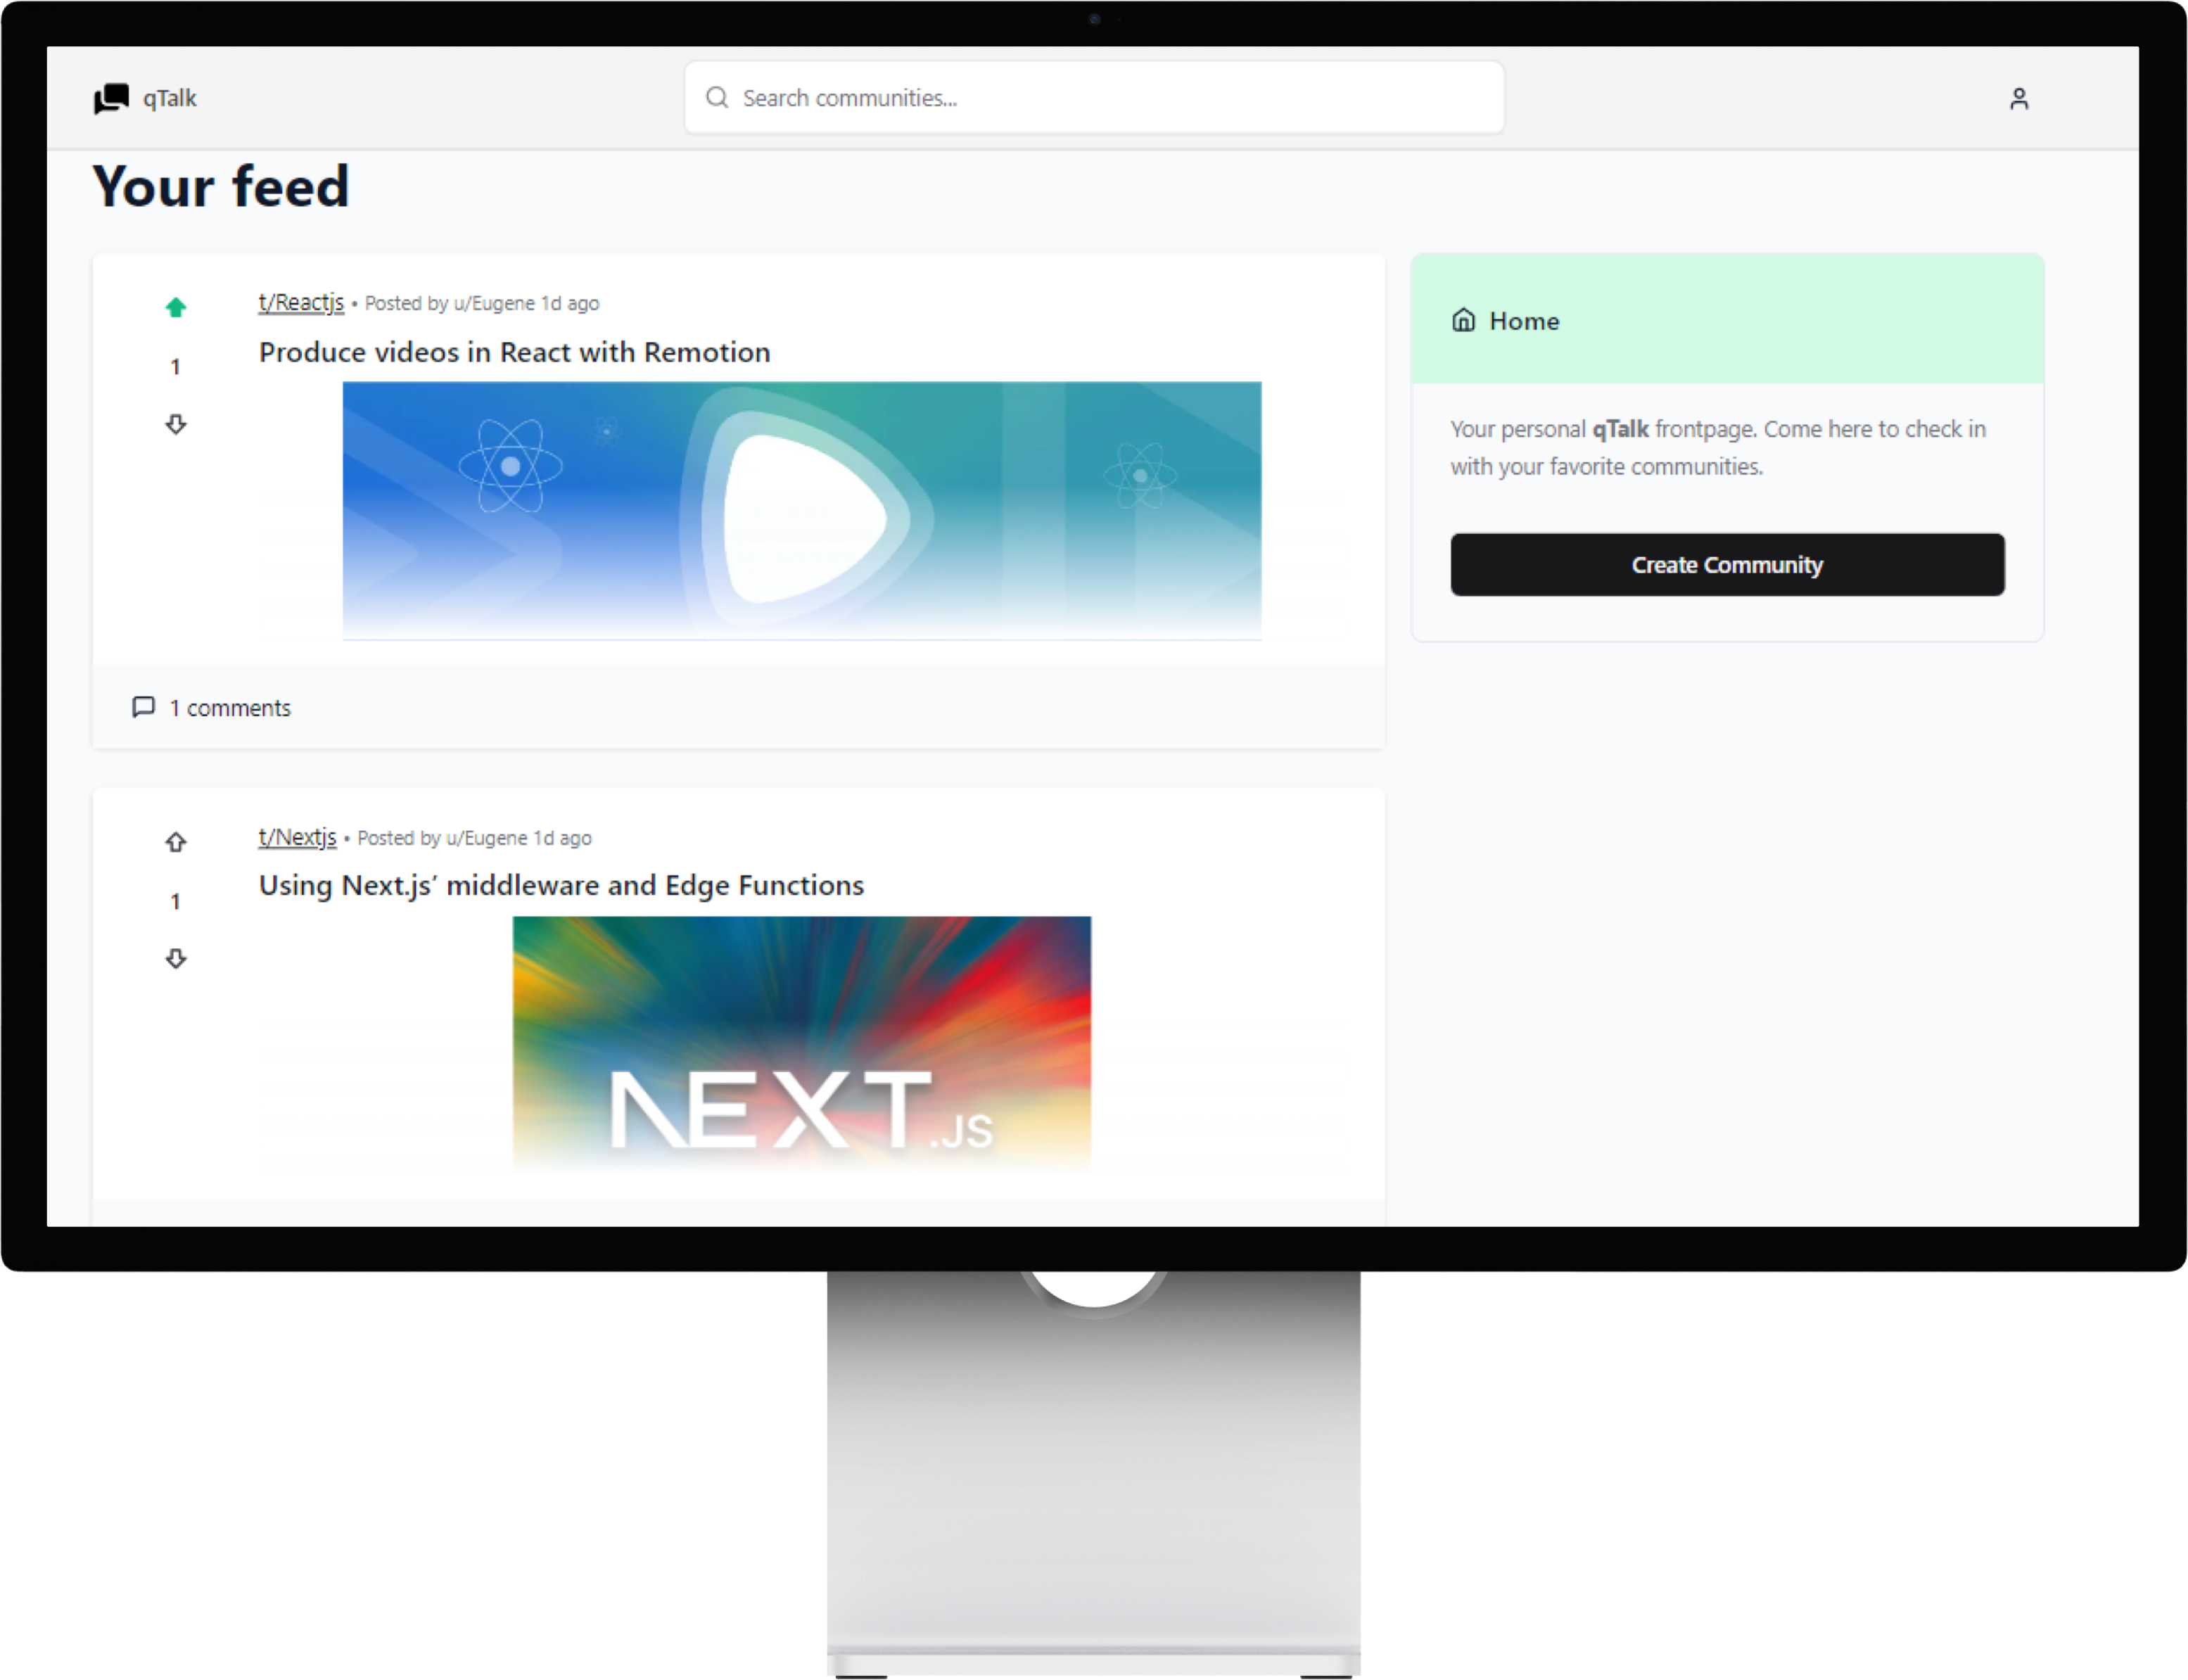 qTalk
Search communities...
Your feed
t/Reactjs • Posted by u/Eugene 1d ago
1
Produce videos in React with Remotion
1 comments
Home
Your personal qTalk frontpage. Come here to check in
with your favorite communities.
Create Community
t/Nextjs • Posted by u/Eugene 1d ago
1
Using Next.js’ middleware and Edge Functions
NEXT.JS